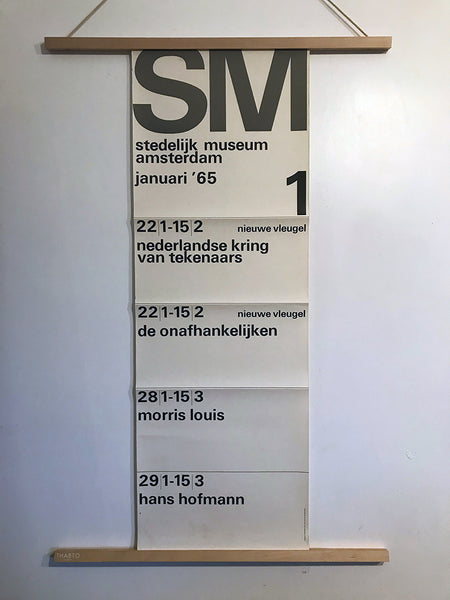 SM
stedelijk museum
amsterdam
januari '65
1
22|1-15|2 nieuwe vleugel
nederlandse kring
van tekenaars
22|1-15|2 nieuwe vleugel
de onafhankelijken
28|1-15|3
morris louis
29|1-15|3
hans hofmann